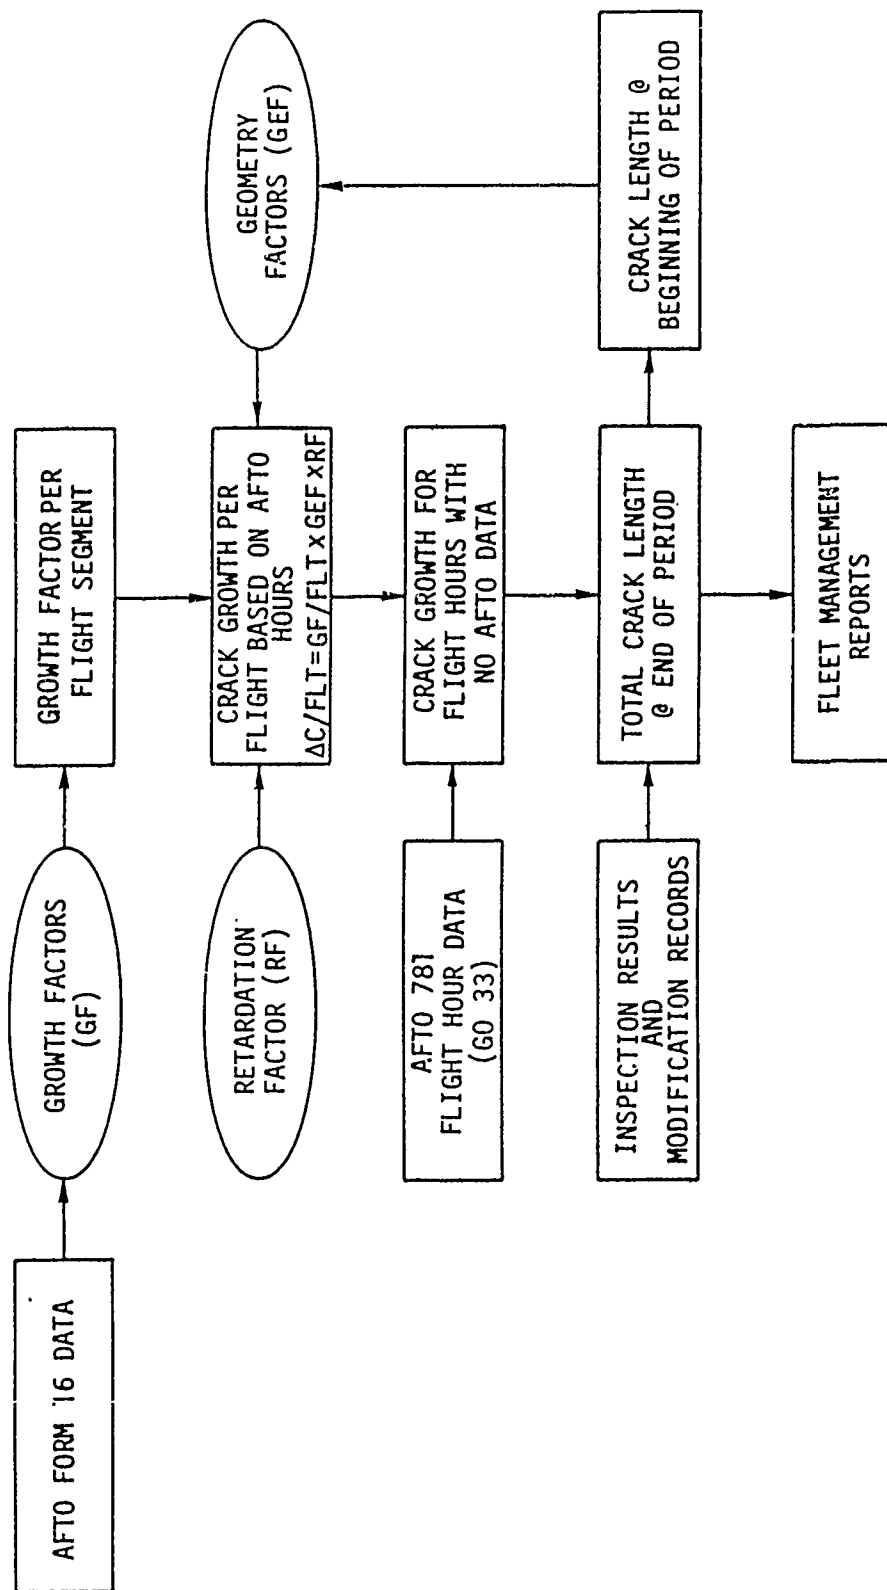 AFTO FORM 16 DATA
GROWTH FACTORS
(GF)
GROWTH FACTOR PER
FLIGHT SEGMENT
RETARDATION
FACTOR (RF)
CRACK GROWTH PER
FLIGHT BASED ON AFTO
HOURS
ΔC/FLT=GF/FLT x GEF x RF
GEOMETRY
FACTORS (GEF)
AFTO 781
FLIGHT HOUR DATA
(GO 33)
CRACK GROWTH FOR
FLIGHT HOURS WITH
NO AFTO DATA
INSPECTION RESULTS
AND
MODIFICATION RECORDS
TOTAL CRACK LENGTH
@ END OF PERIOD
CRACK LENGTH @
BEGINNING OF PERIOD
FLEET MANAGEMENT
REPORTS